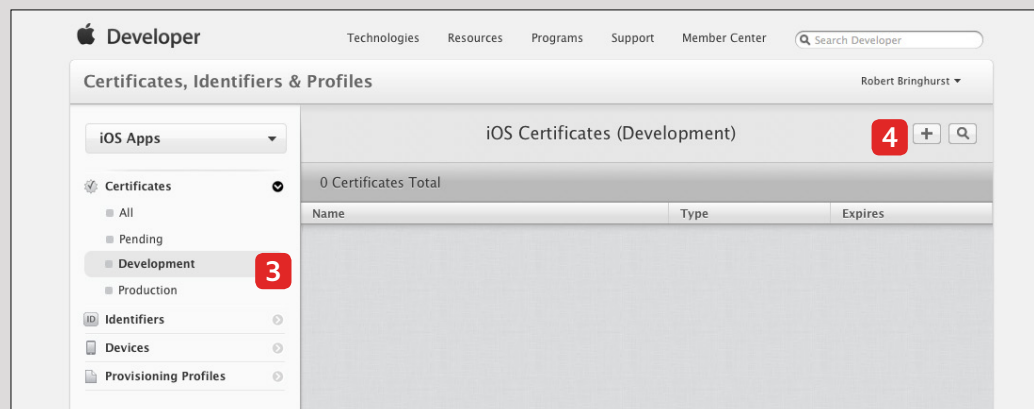 Developer Technologies Resources Programs Support Member Center Search Developer
Certificates, Identifiers & Profiles Robert Bringhurst
iOS Apps
iOS Certificates (Development)
4
Certificates
0 Certificates Total
All
Name Type Expires
Pending
Development
3
Production
ID Identifiers
Devices
Provisioning Profiles